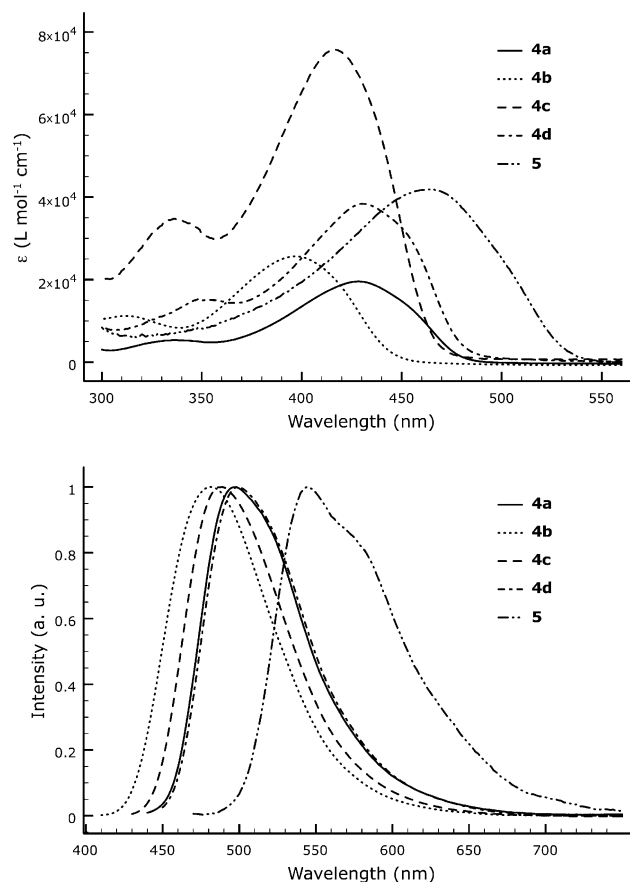 8×10⁴
6×10⁴
4×10⁴
2×10⁴
0
ε (L mol⁻¹ cm⁻¹)
300 350 400 450 500 550
Wavelength (nm)
4a
4b
4c
4d
5
1
0.8
0.6
0.4
0.2
0
Intensity (a. u.)
400 450 500 550 600 650 700
Wavelength (nm)
4a
4b
4c
4d
5